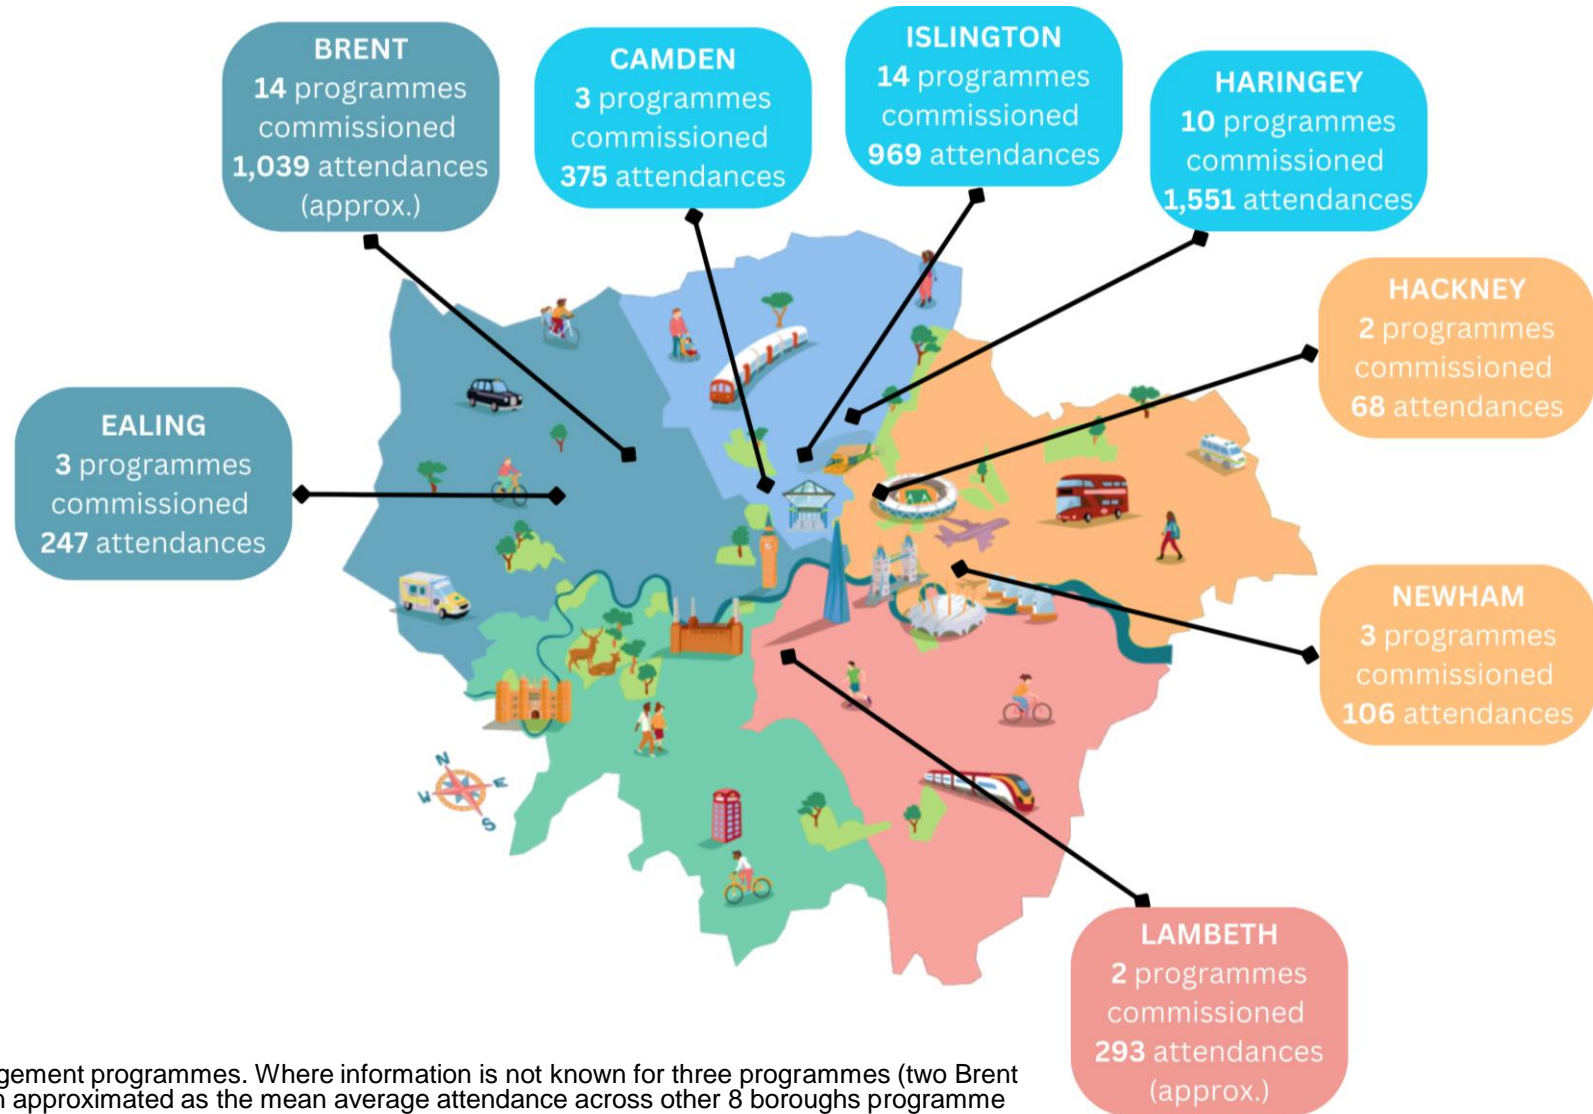 BRENT
14 programmes
commissioned
1,039 attendances
(approx.)
CAMDEN
3 programmes
commissioned
375 attendances
ISLINGTON
14 programmes
commissioned
969 attendances
HARINGEY
10 programmes
commissioned
1,551 attendances
HACKNEY
2 programmes
commissioned
68 attendances
EALING
3 programmes
commissioned
247 attendances
NEWHAM
3 programmes
commissioned
106 attendances
N
E
W
S
LAMBETH
2 programmes
commissioned
293 attendances
(approx.)
programmes. Where information is not known for three programmes (two Brent
approximated as the mean average attendance across other 8 boroughs programme